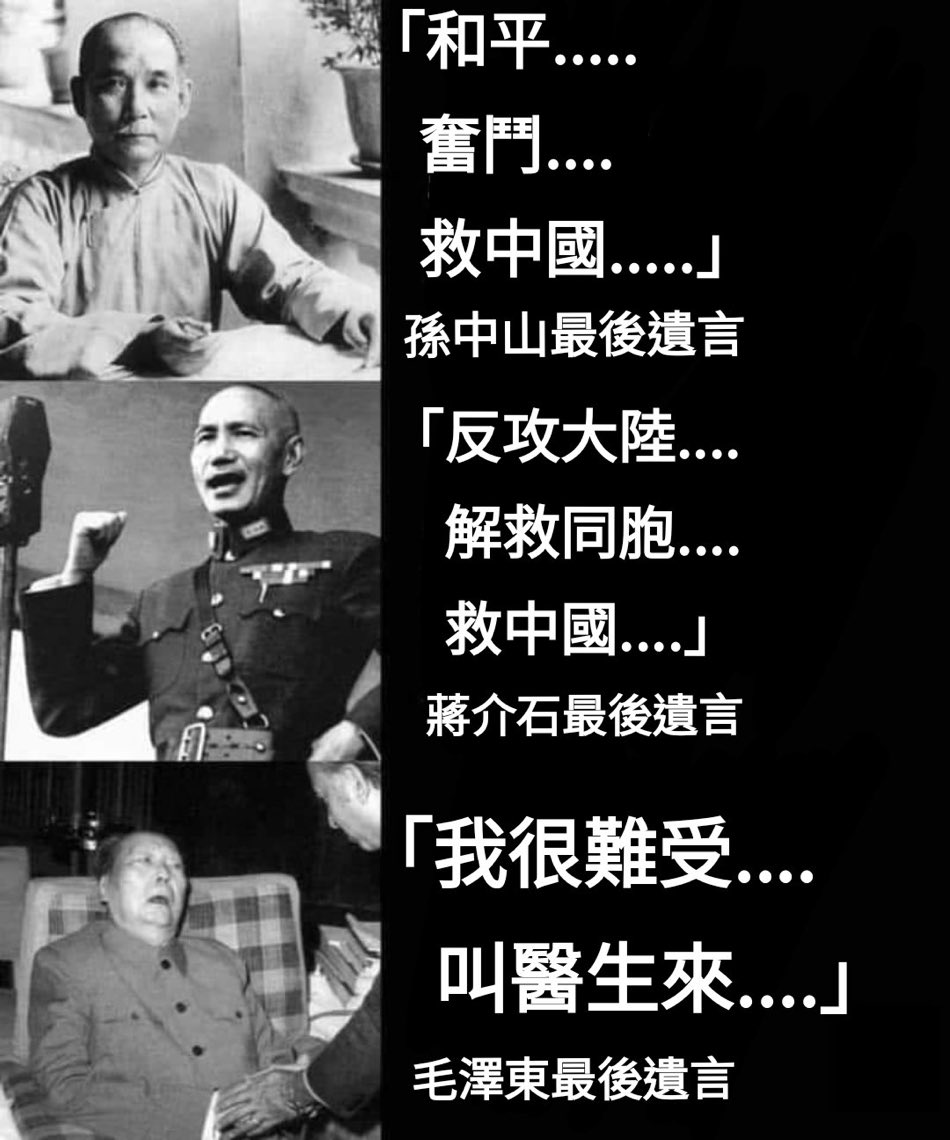 「和平.....
奮鬥....
救中國.....」
孫中山最後遺言
「反攻大陸....
解救同胞....
救中國....」
蔣介石最後遺言
「我很難受....
叫醫生來....」
毛澤東最後遺言